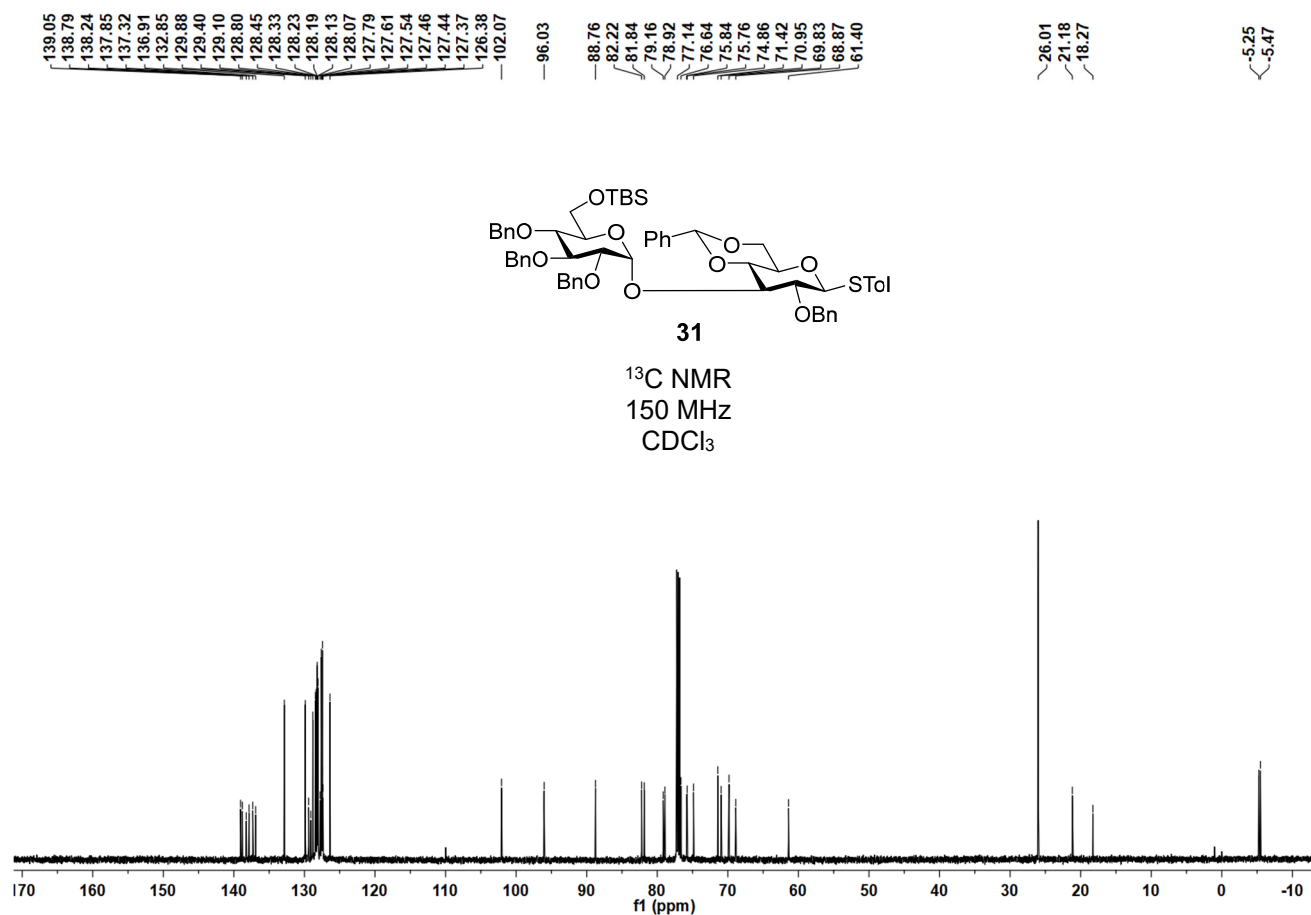 139.05
138.79
138.24
137.85
137.32
136.91
132.85
129.88
129.40
129.10
128.80
128.45
128.33
128.23
128.19
128.13
128.07
127.79
127.61
127.54
127.46
127.44
127.37
126.38
102.07
96.03
88.76
82.22
81.84
79.16
78.92
77.14
76.64
75.84
75.76
74.86
71.42
70.95
69.83
68.87
61.40
26.01
21.18
18.27
-5.25
-5.47
OTBS
BnO
O
BnO
BnO
O
Ph
O
O
O
STol
OBn
31
¹³C NMR
150 MHz
CDCl₃
170 160 150 140 130 120 110 100 90 80 70 60 50 40 30 20 10 0 -10
f1 (ppm)